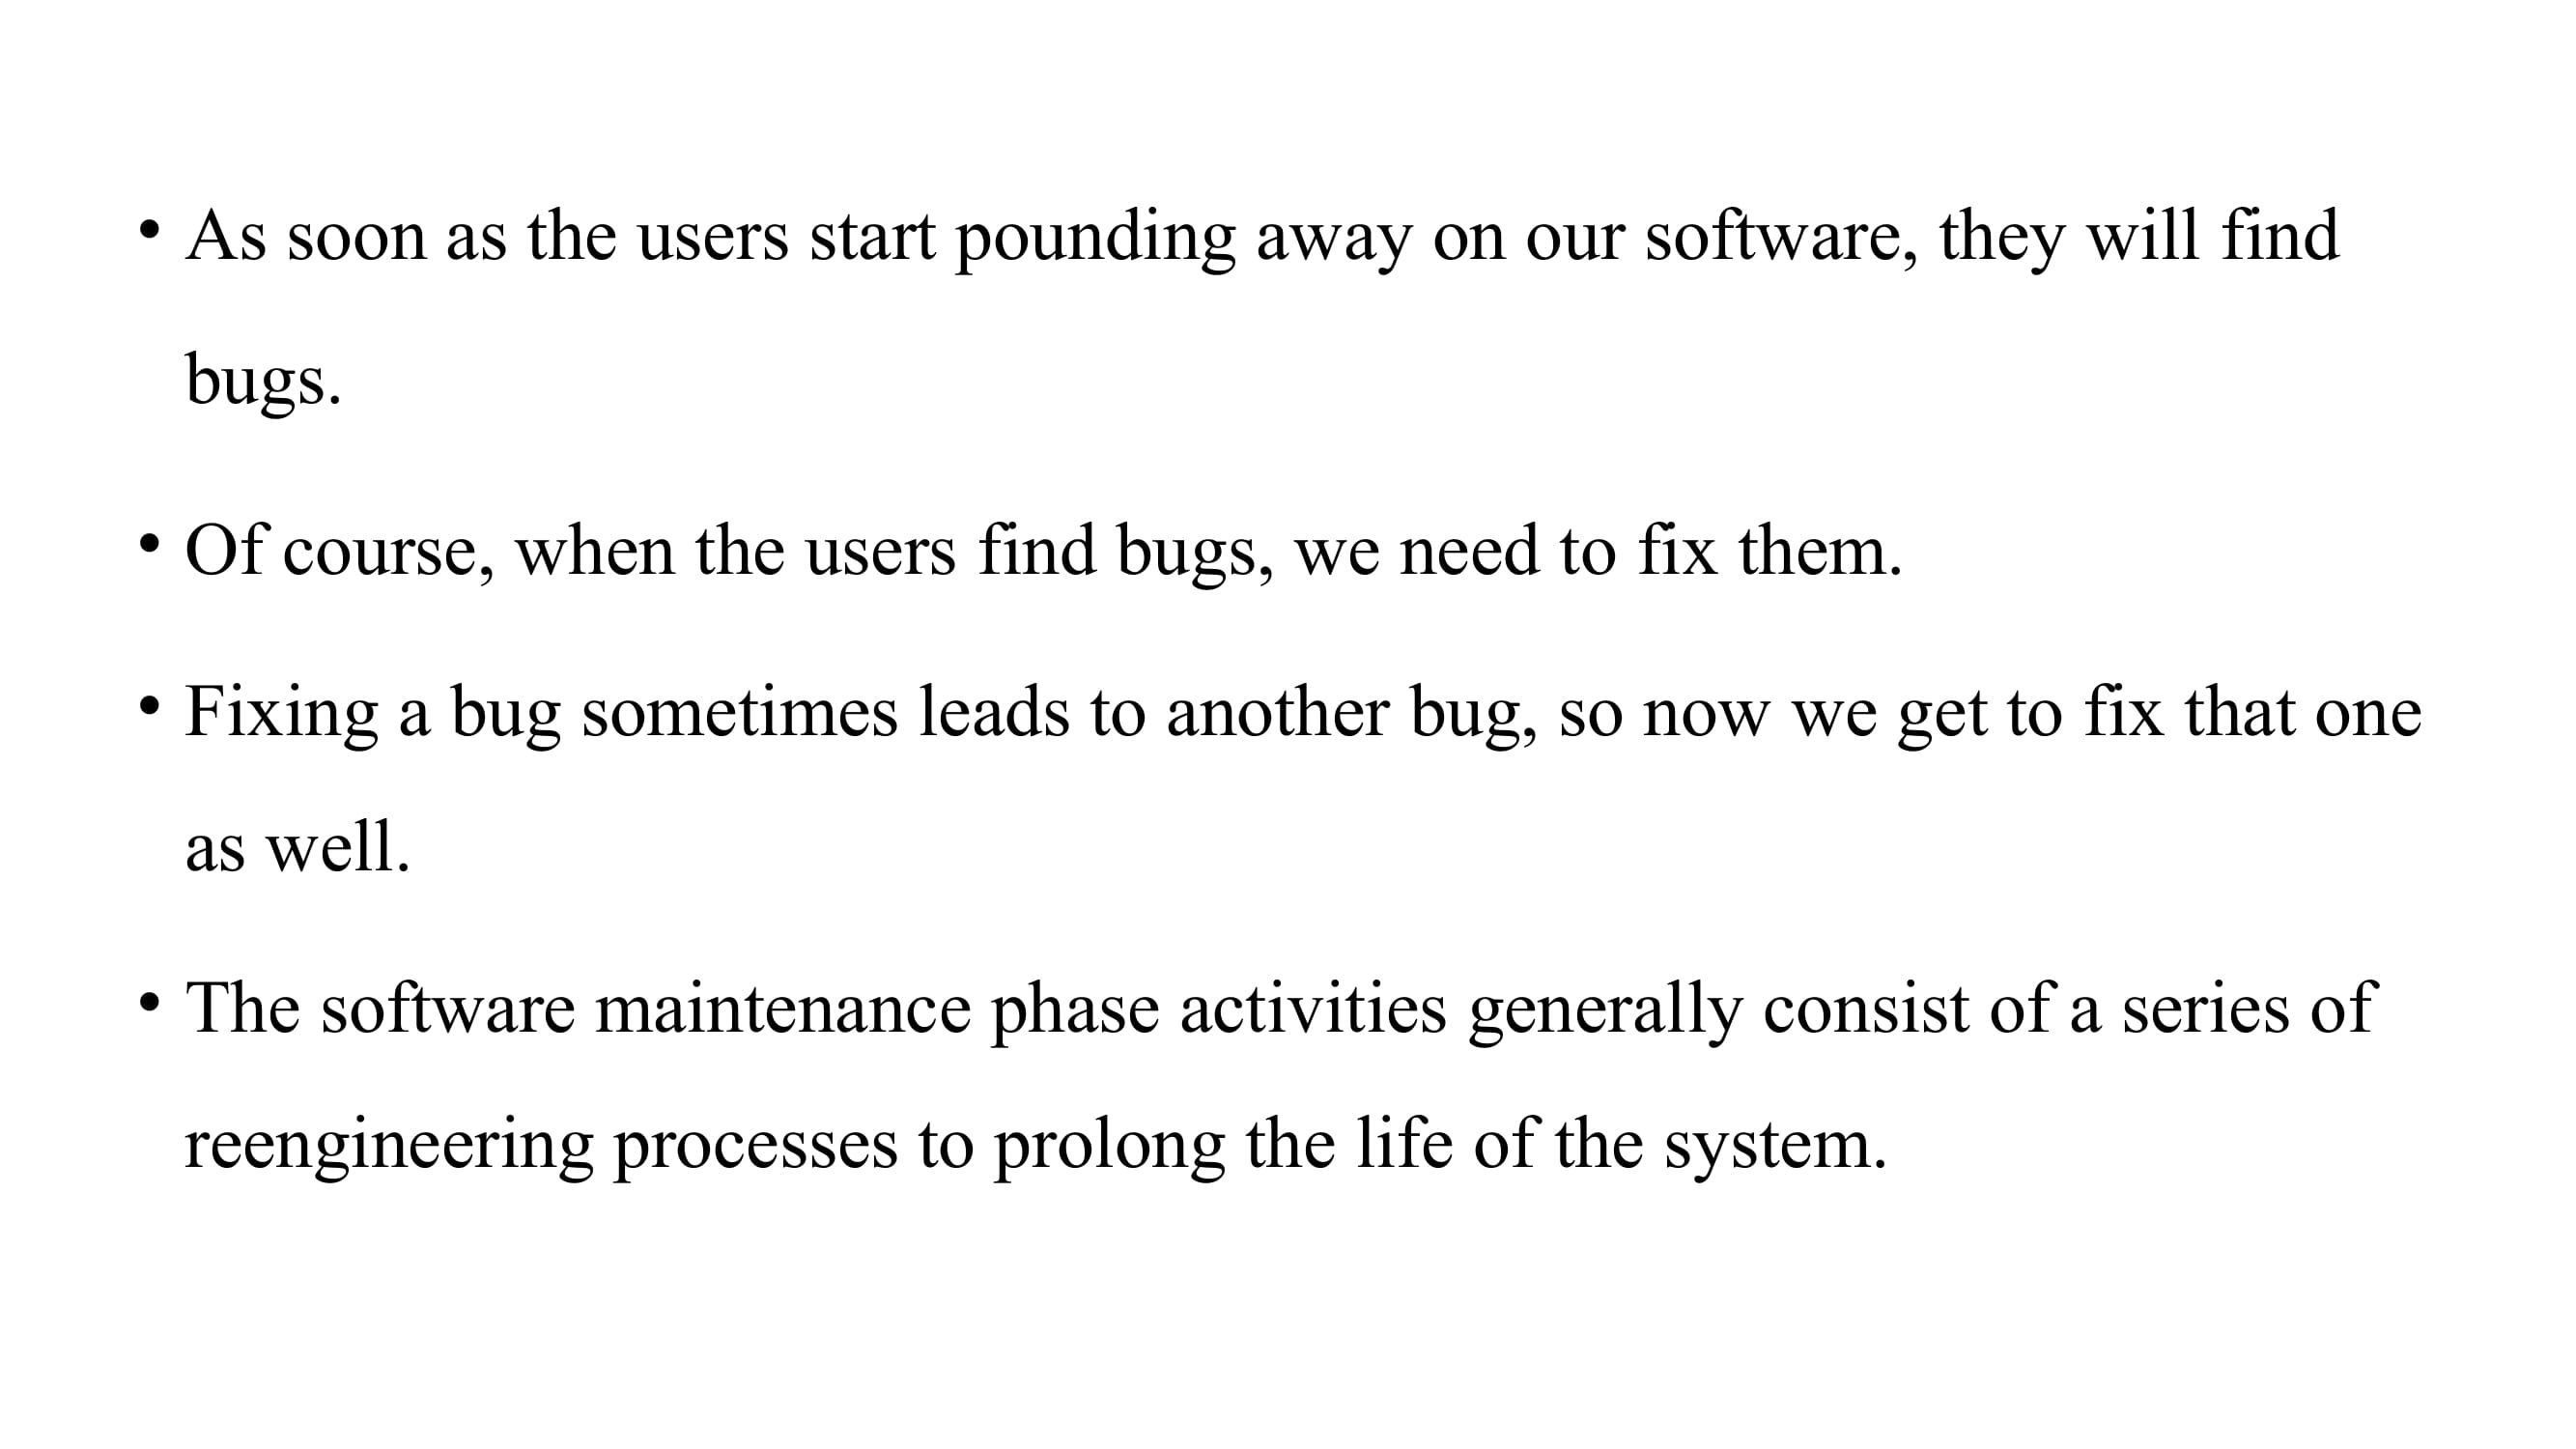 • As soon as the users start pounding away on our software, they will find
bugs.
• Of course, when the users find bugs, we need to fix them.
• Fixing a bug sometimes leads to another bug, so now we get to fix that one
as well.
• The software maintenance phase activities generally consist of a series of
reengineering processes to prolong the life of the system.